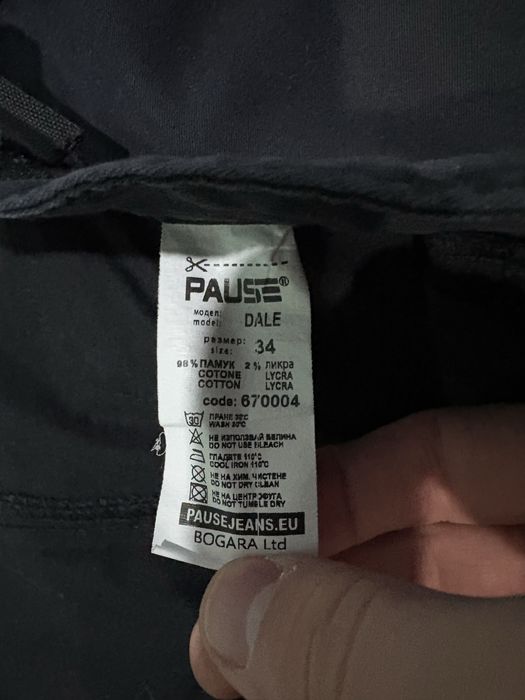 PAUSE®
модел:
model: DALE
размер:
size: 34
98% ПАМУК 2% ликра
COTONE LYCRA
COTTON LYCRA
code: 670004
30 ПРАНЕ 30°C
WASH 30°C
НЕ ИЗПОЛЗВАЙ БЕЛИНА
DO NOT USE BLEACH
ГЛАДЕТЕ 110°C
COOL IRON 110°C
НЕ НА ХИМ. ЧИСТЕНЕ
DO NOT DRY CLEAN
НЕ НА ЦЕНТРОФУГА
DO NOT TUMBLE DRY
PAUSEJEANS.EU
BOGARA Ltd